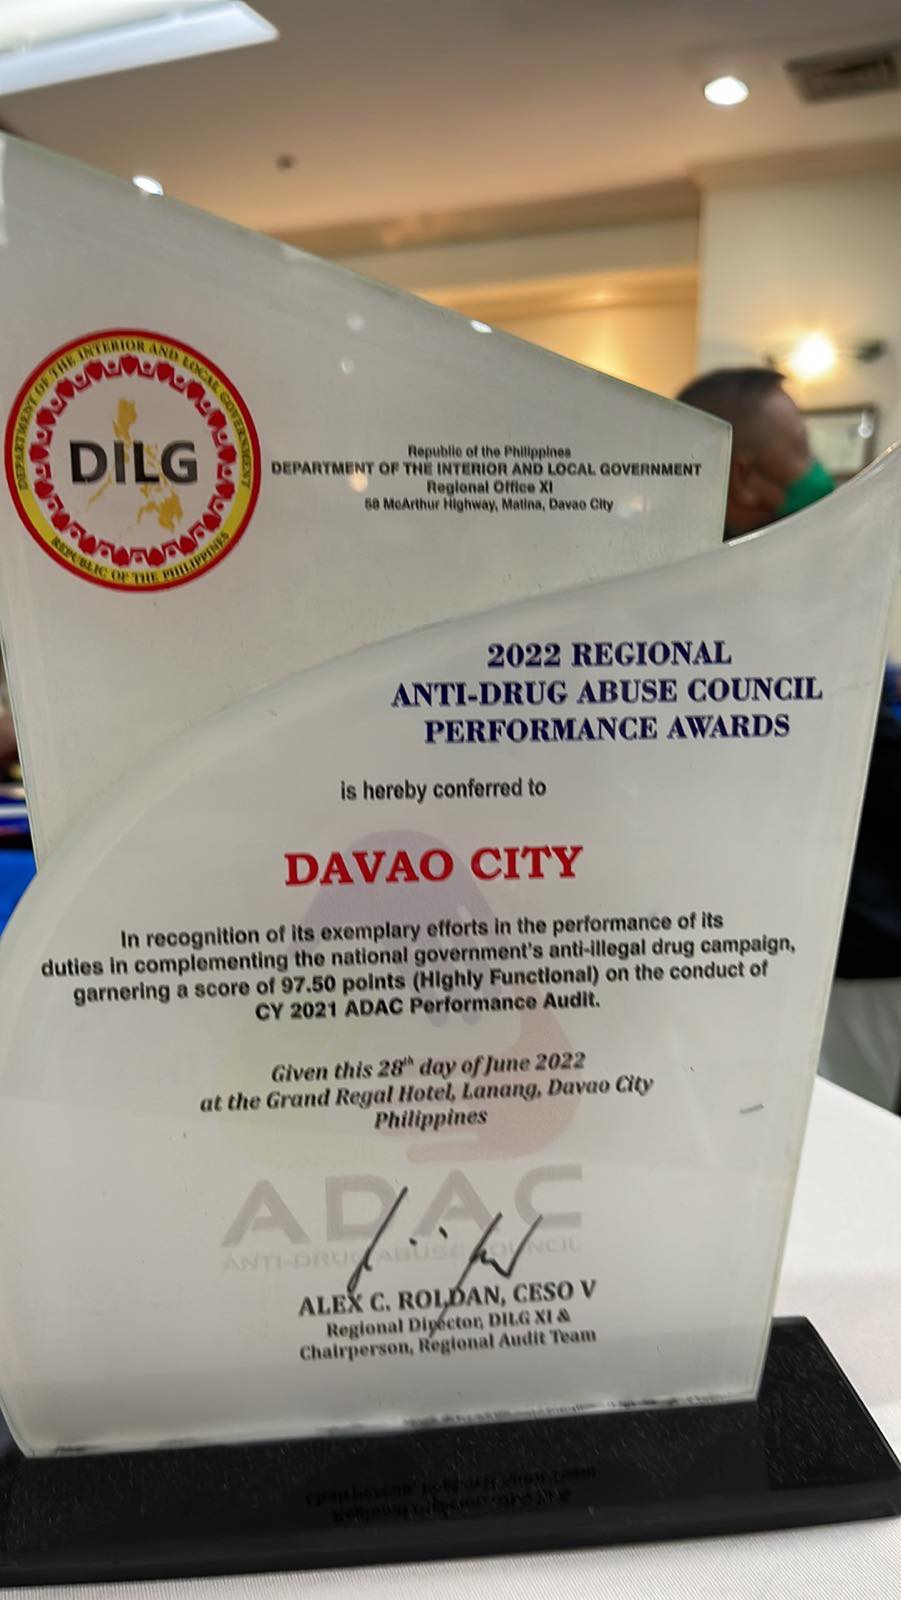 DEPARTMENT OF THE INTERIOR AND LOCAL GOVERNMENT
DILG
REPUBLIC OF THE PHILIPPINES
Republic of the Philippines
DEPARTMENT OF THE INTERIOR AND LOCAL GOVERNMENT
Regional Office XI
58 McArthur Highway, Matina, Davao City
2022 REGIONAL
ANTI-DRUG ABUSE COUNCIL
PERFORMANCE AWARDS
is hereby conferred to
DAVAO CITY
In recognition of its exemplary efforts in the performance of its
duties in complementing the national government's anti-illegal drug campaign,
garnering a score of 97.50 points (Highly Functional) on the conduct of
CY 2021 ADAC Performance Audit.
Given this 28th day of June 2022
at the Grand Regal Hotel, Lanang, Davao City
Philippines
ADAC
ANTI-DRUG ABUSE COUNCIL
ALEX C. ROLDAN, CESO V
Regional Director, DILG XI &
Chairperson, Regional Audit Team